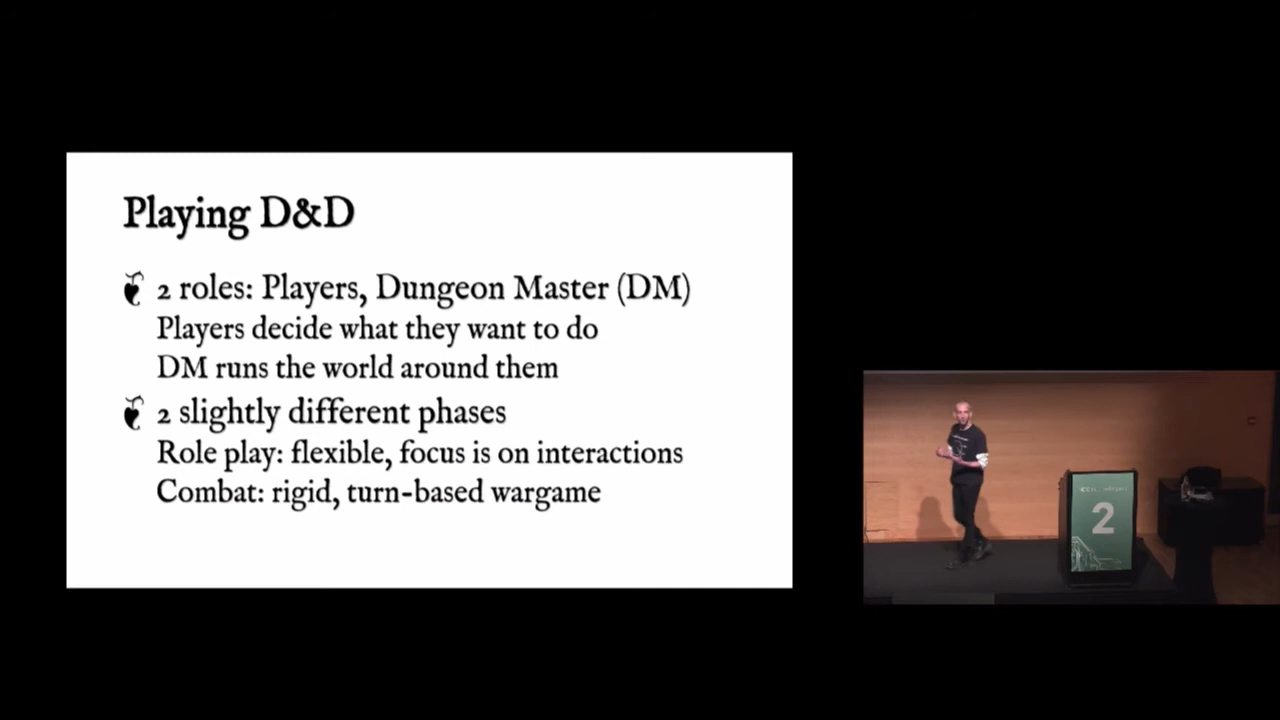 Playing D&D
2 roles: Players, Dungeon Master (DM)
Players decide what they want to do
DM runs the world around them
2 slightly different phases
Role play: flexible, focus is on interactions
Combat: rigid, turn-based wargame
2